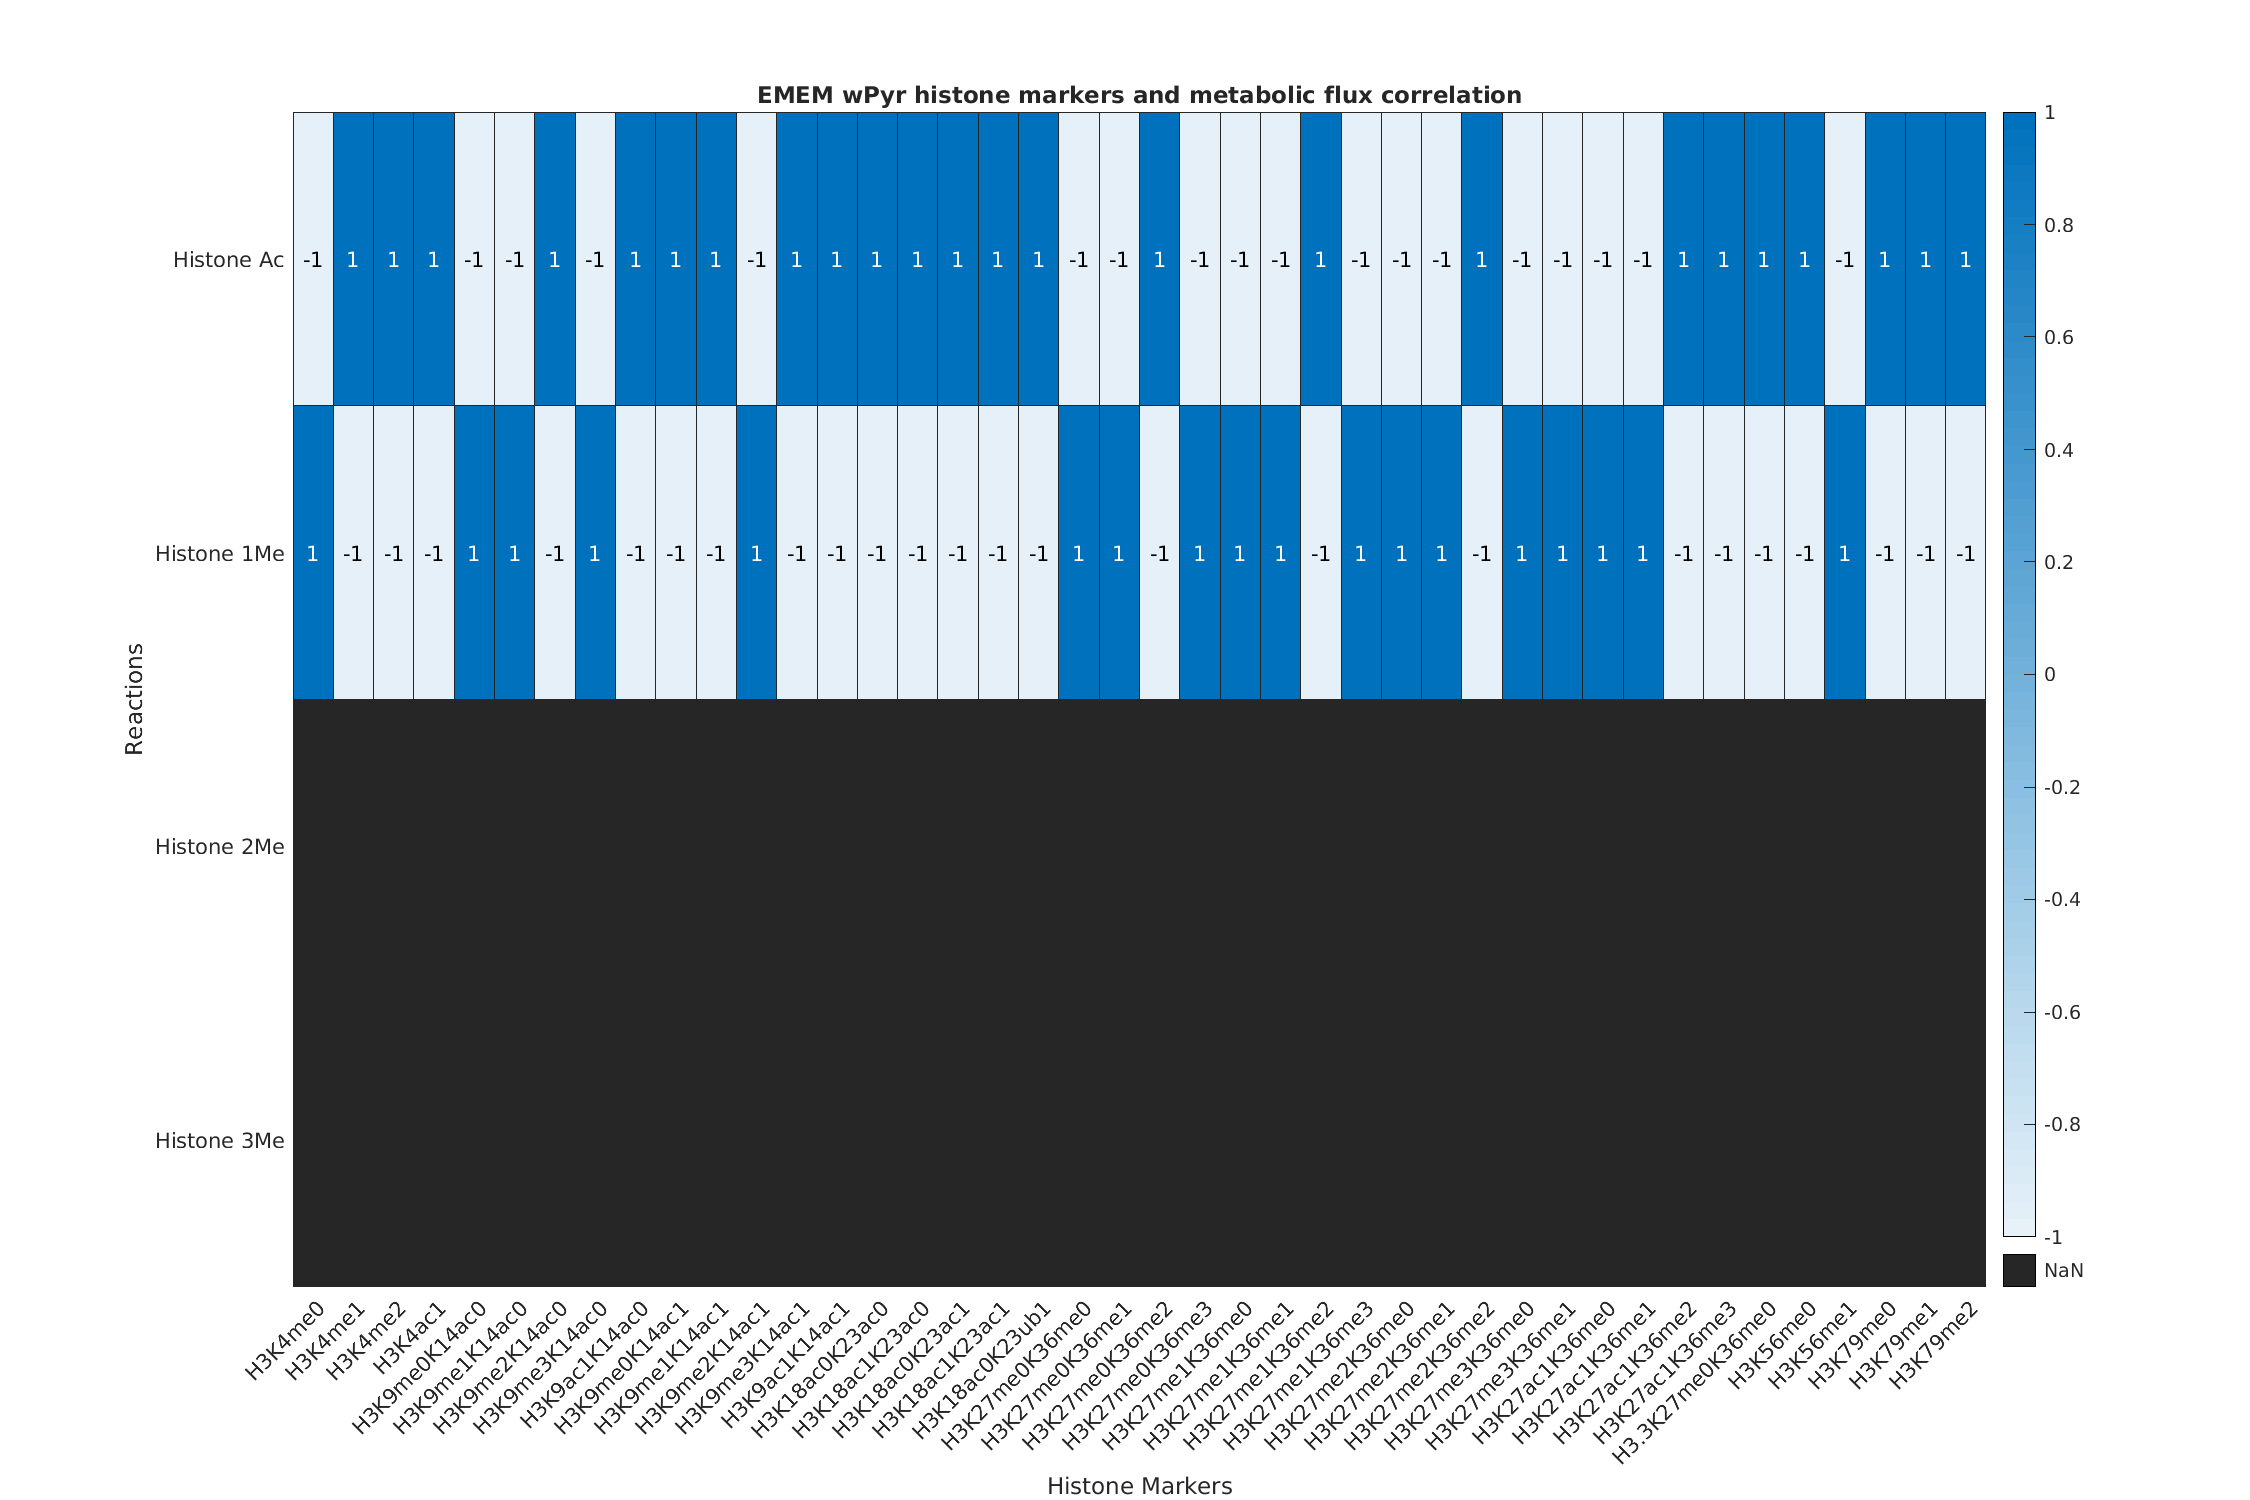 EMEM wPyr histone markers and metabolic flux correlation
Histone Ac -1 1 1 1 -1 -1 1 -1 1 1 1 -1 1 1 1 1 1 1 1 -1 -1 1 -1 -1 -1 1 -1 -1 -1 1 -1 -1 -1 -1 1 1 1 1 -1 1 1 1
Histone 1Me 1 -1 -1 -1 1 1 -1 1 -1 -1 -1 1 -1 -1 -1 -1 -1 -1 -1 1 1 -1 1 1 1 -1 1 1 1 -1 1 1 1 1 -1 -1 -1 -1 1 -1 -1 -1
Histone 2Me
Histone 3Me
Reactions
H3K4me0
H3K4me1
H3K4me2
H3K4ac1
H3K9me0K14ac0
H3K9me1K14ac0
H3K9me2K14ac0
H3K9me3K14ac0
H3K9ac1K14ac0
H3K9me0K14ac1
H3K9me1K14ac1
H3K9me2K14ac1
H3K9me3K14ac1
H3K9ac1K14ac1
H3K18ac0K23ac0
H3K18ac1K23ac0
H3K18ac0K23ac1
H3K18ac1K23ac1
H3K18ac0K23ub1
H3K27me0K36me0
H3K27me0K36me1
H3K27me0K36me2
H3K27me0K36me3
H3K27me1K36me0
H3K27me1K36me1
H3K27me1K36me2
H3K27me1K36me3
H3K27me2K36me0
H3K27me2K36me1
H3K27me2K36me2
H3K27me3K36me0
H3K27me3K36me1
H3K27ac1K36me0
H3K27ac1K36me1
H3K27ac1K36me2
H3K27ac1K36me3
H3.3K27me0K36me0
H3K56me0
H3K56me1
H3K79me0
H3K79me1
H3K79me2
Histone Markers
1
0.8
0.6
0.4
0.2
0
-0.2
-0.4
-0.6
-0.8
-1
NaN